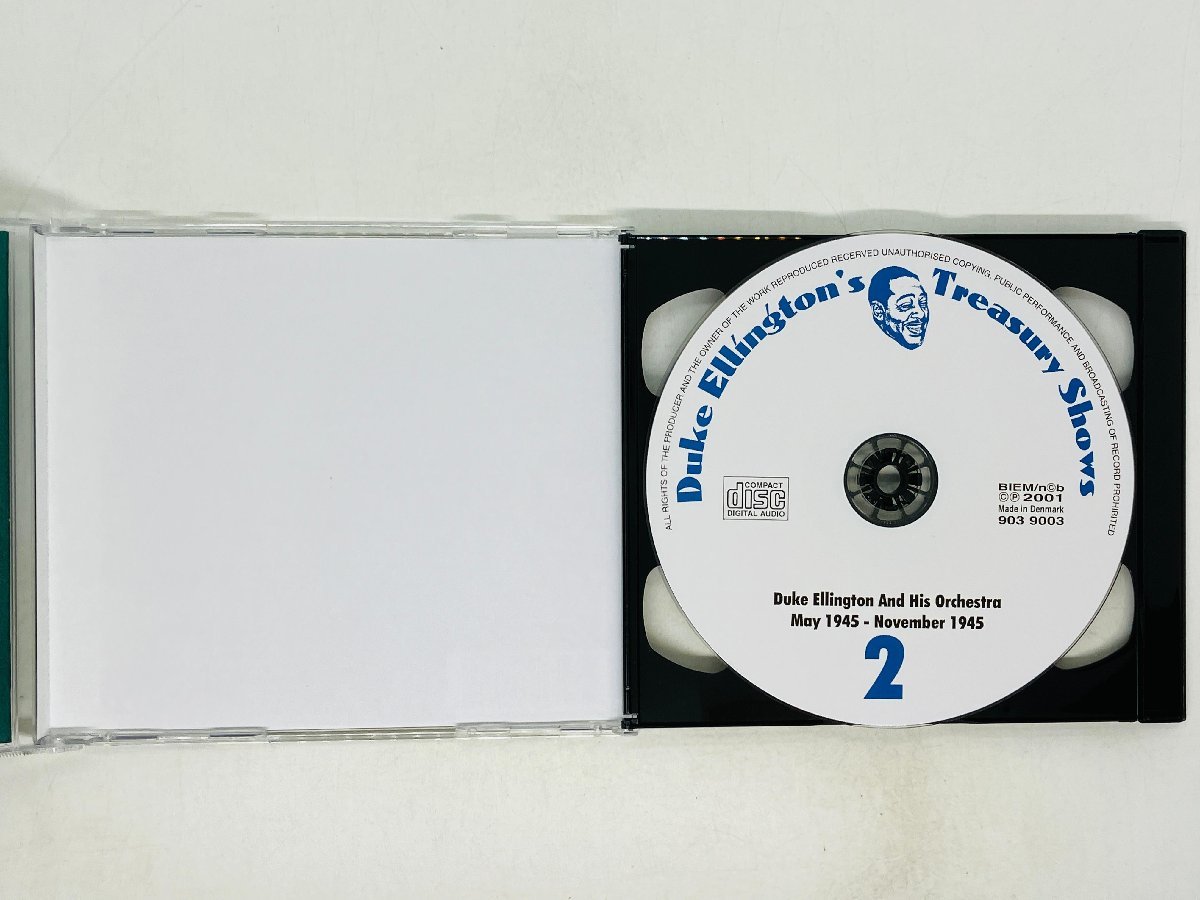 ALL RIGHTS OF THE PRODUCER AND THE OWNER OF THE WORK REPRODUCED RECERVED UNAUTHORISED COPYING, PUBLIC PERFORMANCE AND BROADCASTING OF RECORD PROHIBITED
Duke Ellington's Treasury Shows
COMPACT
disc
DIGITAL AUDIO
BIEM/n©b
©℗ 2001
Made in Denmark
903 9003
Duke Ellington And His Orchestra
May 1945 - November 1945
2